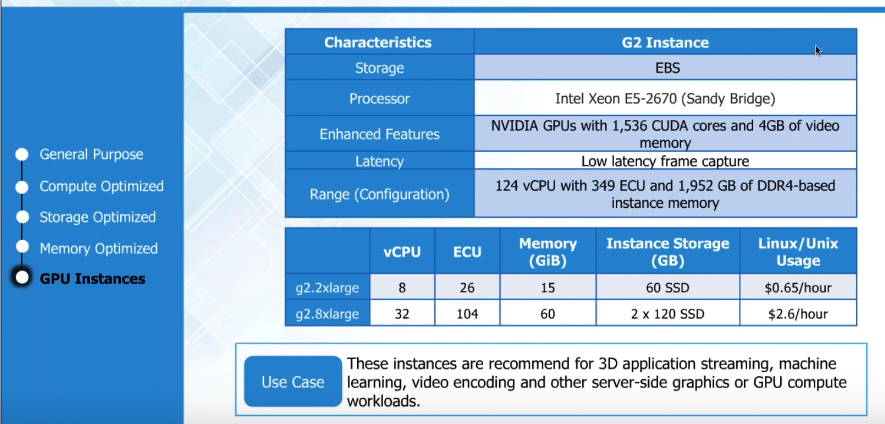 General Purpose
Compute Optimized
Storage Optimized
Memory Optimized
GPU Instances
Characteristics G2 Instance
Storage EBS
Processor Intel Xeon E5-2670 (Sandy Bridge)
Enhanced Features NVIDIA GPUs with 1,536 CUDA cores and 4GB of video
memory
Latency Low latency frame capture
Range (Configuration) 124 vCPU with 349 ECU and 1,952 GB of DDR4-based
instance memory
vCPU ECU Memory (GiB) Instance Storage (GB) Linux/Unix Usage
g2.2xlarge 8 26 15 60 SSD $0.65/hour
g2.8xlarge 32 104 60 2 x 120 SSD $2.6/hour
Use Case
These instances are recommend for 3D application streaming, machine
learning, video encoding and other server-side graphics or GPU compute
workloads.